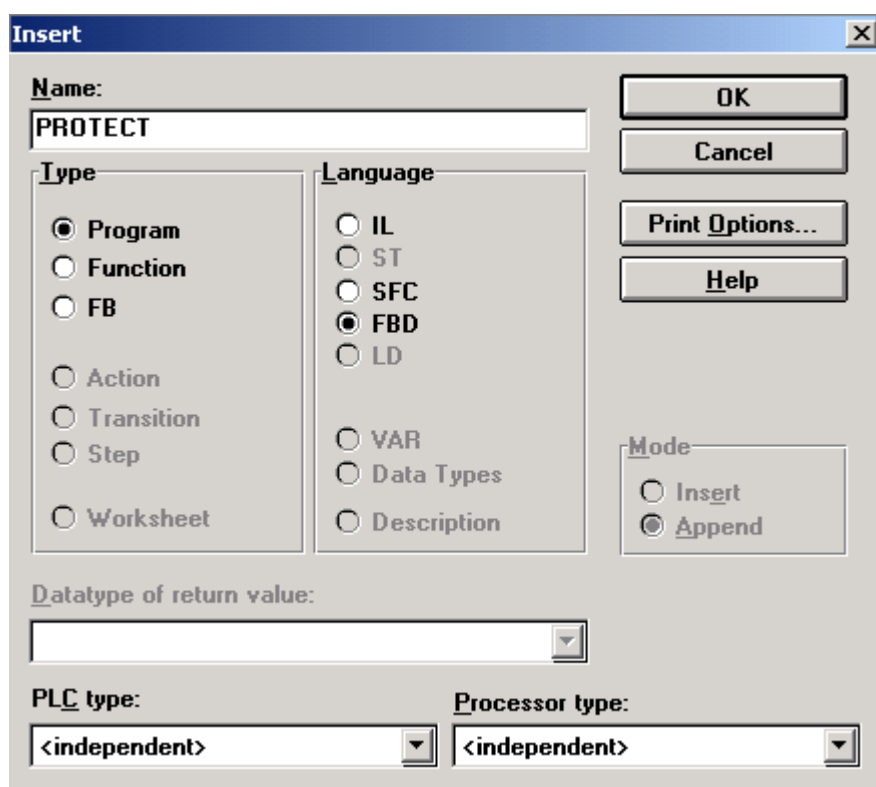 Insert
Name:
PROTECT
OK
Cancel
Type
Language
Program
Function
FB
Action
Transition
Step
Worksheet
IL
ST
SFC
FBD
LD
VAR
Data Types
Description
Print Options...
Help
Mode
Insert
Append
Datatype of return value:
PLC type:
<independent>
Processor type:
<independent>